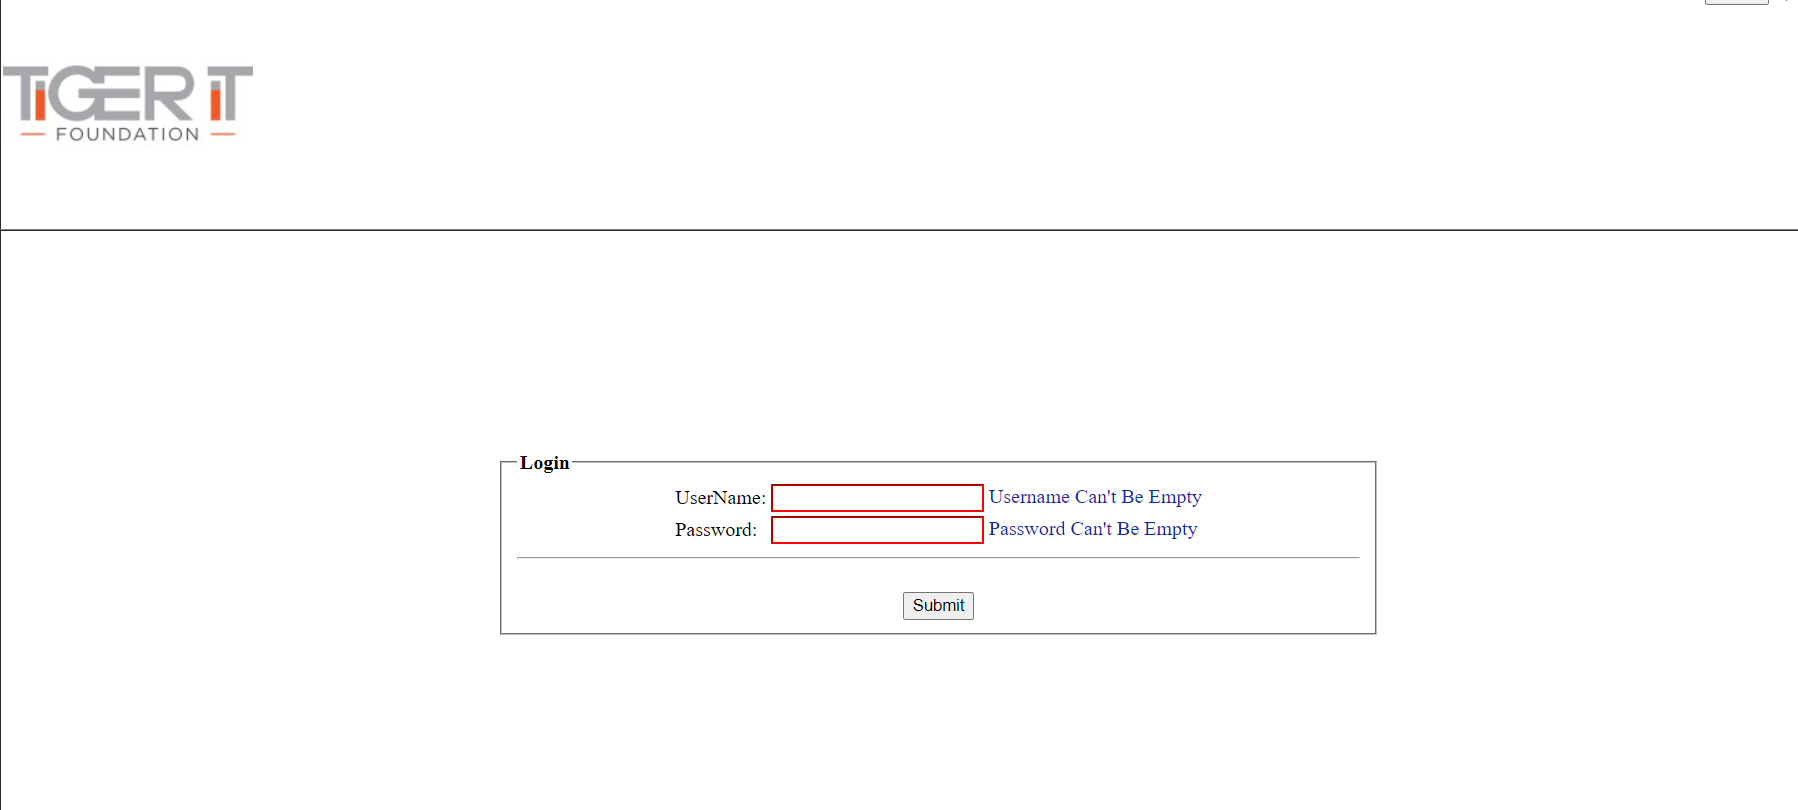 TiGER iT
FOUNDATION
Login
UserName: Username Can't Be Empty
Password: Password Can't Be Empty
Submit